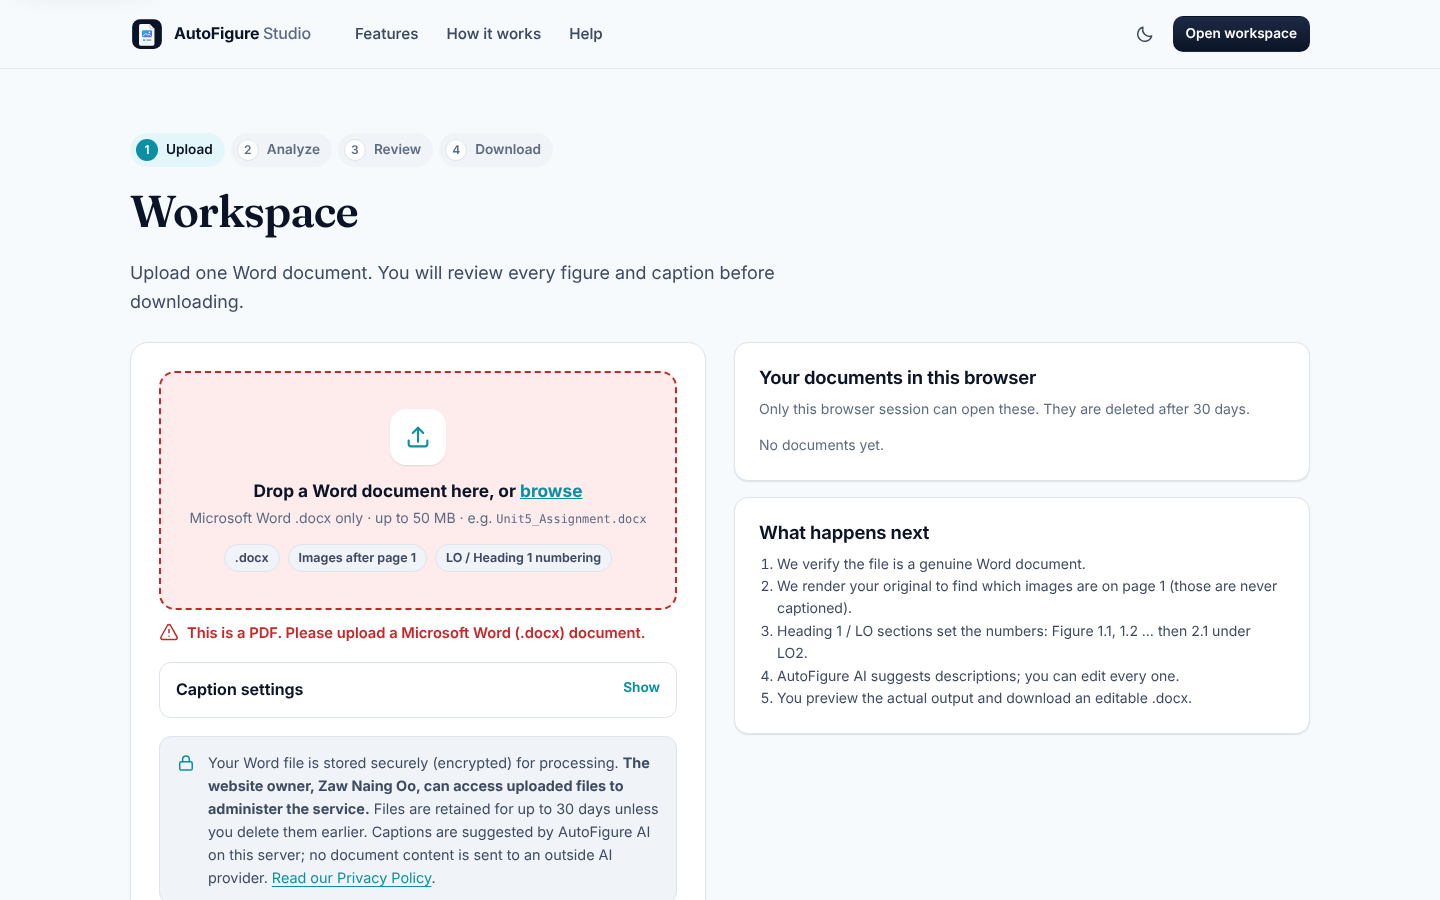 AutoFigure Studio
Features
How it works
Help
Open workspace
1 Upload
2 Analyze
3 Review
4 Download
Workspace
Upload one Word document. You will review every figure and caption before
downloading.
Drop a Word document here, or browse
Microsoft Word .docx only · up to 50 MB · e.g. Unit5_Assignment.docx
.docx
Images after page 1
LO / Heading 1 numbering
This is a PDF. Please upload a Microsoft Word (.docx) document.
Caption settings
Show
Your Word file is stored securely (encrypted) for processing. The
website owner, Zaw Naing Oo, can access uploaded files to
administer the service. Files are retained for up to 30 days unless
you delete them earlier. Captions are suggested by AutoFigure AI
on this server; no document content is sent to an outside AI
provider. Read our Privacy Policy.
Your documents in this browser
Only this browser session can open these. They are deleted after 30 days.
No documents yet.
What happens next
1. We verify the file is a genuine Word document.
2. We render your original to find which images are on page 1 (those are never
captioned).
3. Heading 1 / LO sections set the numbers: Figure 1.1, 1.2 … then 2.1 under
LO2.
4. AutoFigure AI suggests descriptions; you can edit every one.
5. You preview the actual output and download an editable .docx.